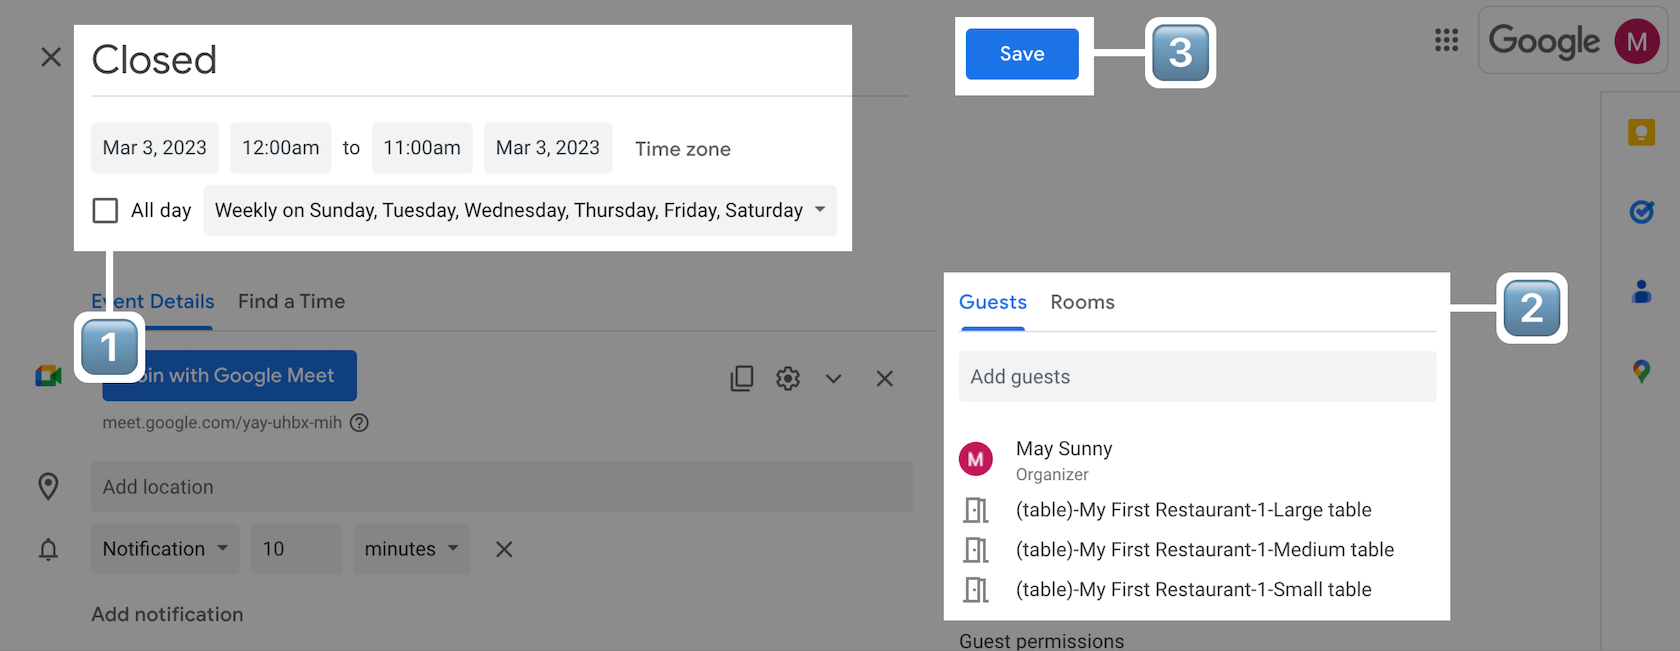 Closed
Save
3
Google
M
Mar 3, 2023 12:00am to 11:00am Mar 3, 2023 Time zone
All day Weekly on Sunday, Tuesday, Wednesday, Thursday, Friday, Saturday
Event Details Find a Time
1
in with Google Meet
meet.google.com/yay-uhbx-mih
Add location
Notification 10 minutes
Add notification
Guests Rooms
2
Add guests
M
May Sunny
Organizer
(table)-My First Restaurant-1-Large table
(table)-My First Restaurant-1-Medium table
(table)-My First Restaurant-1-Small table
Guest permissions